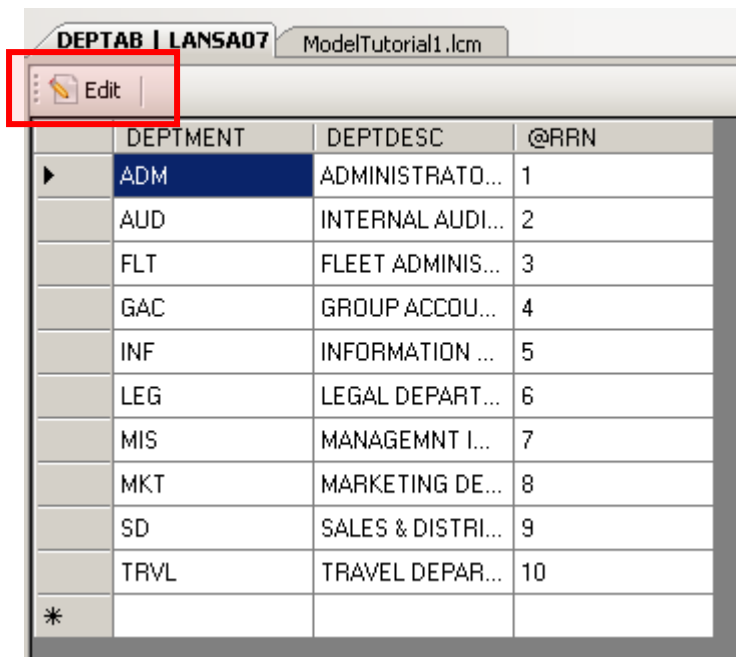 DEPTAB | LANSA07 ModelTutorial1.lcm
Edit
DEPTMENT DEPTDESC @RRN
ADM ADMINISTRATO... 1
AUD INTERNAL AUDI... 2
FLT FLEET ADMINIS... 3
GAC GROUP ACCOU... 4
INF INFORMATION ... 5
LEG LEGAL DEPART... 6
MIS MANAGEMNT I... 7
MKT MARKETING DE... 8
SD SALES & DISTRI... 9
TRVL TRAVEL DEPAR... 10